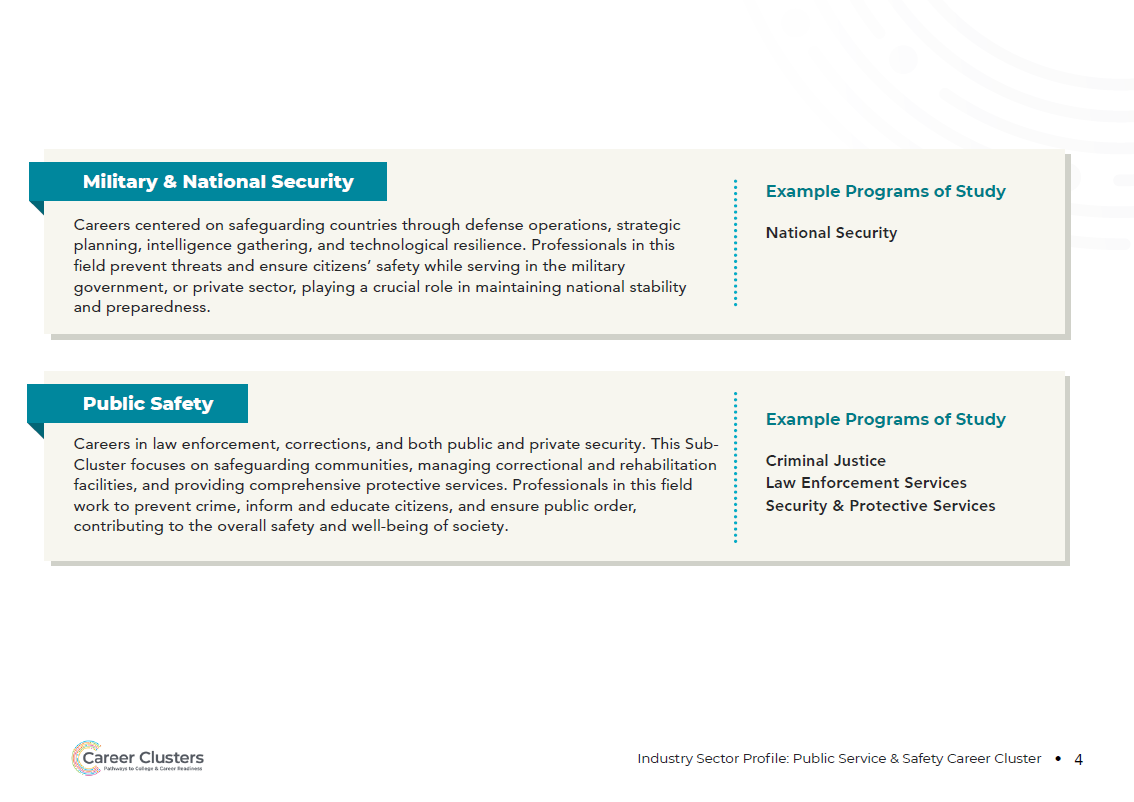 Military & National Security
Careers centered on safeguarding countries through defense operations, strategic
planning, intelligence gathering, and technological resilience. Professionals in this
field prevent threats and ensure citizens’ safety while serving in the military
government, or private sector, playing a crucial role in maintaining national stability
and preparedness.
Example Programs of Study
National Security
Public Safety
Careers in law enforcement, corrections, and both public and private security. This Sub-
Cluster focuses on safeguarding communities, managing correctional and rehabilitation
facilities, and providing comprehensive protective services. Professionals in this field
work to prevent crime, inform and educate citizens, and ensure public order,
contributing to the overall safety and well-being of society.
Example Programs of Study
Criminal Justice
Law Enforcement Services
Security & Protective Services
Career Clusters
Pathways to College & Career Readiness
Industry Sector Profile: Public Service & Safety Career Cluster • 4